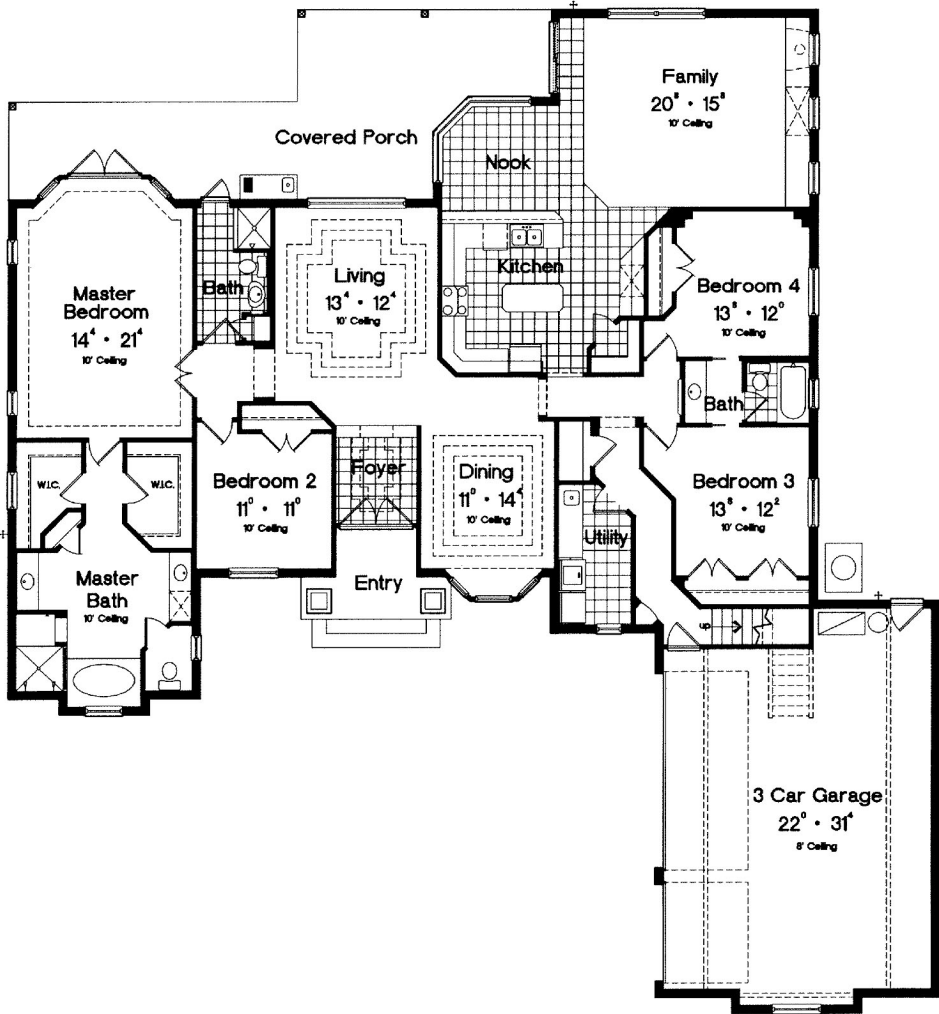 Family
20⁸ • 15⁸
10' Ceiling
Covered Porch
Nook
Living
13⁴ • 12⁴
10' Ceiling
Kitchen
Bath
Master
Bedroom
14⁴ • 21⁴
10' Ceiling
Bedroom 4
13⁸ • 12⁰
10' Ceiling
Bath
W.I.C.
W.I.C.
Bedroom 2
11⁰ • 11⁰
10' Ceiling
Foyer
Dining
11⁰ • 14⁴
10' Ceiling
Bedroom 3
13⁸ • 12²
10' Ceiling
Utility
Master
Bath
10' Ceiling
Entry
UP
3 Car Garage
22⁰ • 31⁴
8' Ceiling